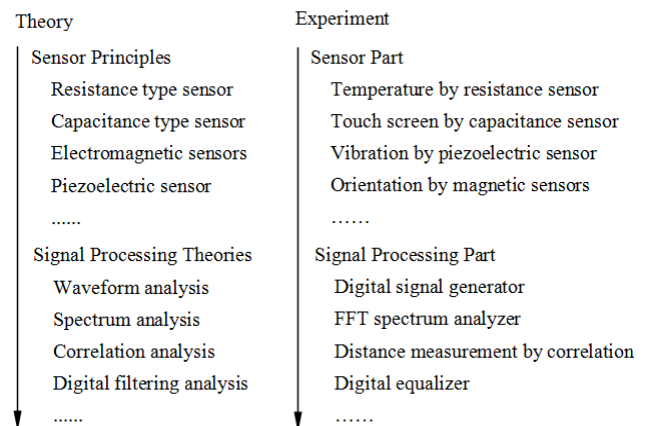 Theory
Sensor Principles
Resistance type sensor
Capacitance type sensor
Electromagnetic sensors
Piezoelectric sensor
......
Signal Processing Theories
Waveform analysis
Spectrum analysis
Correlation analysis
Digital filtering analysis
......
Experiment
Sensor Part
Temperature by resistance sensor
Touch screen by capacitance sensor
Vibration by piezoelectric sensor
Orientation by magnetic sensors
……
Signal Processing Part
Digital signal generator
FFT spectrum analyzer
Distance measurement by correlation
Digital equalizer
……